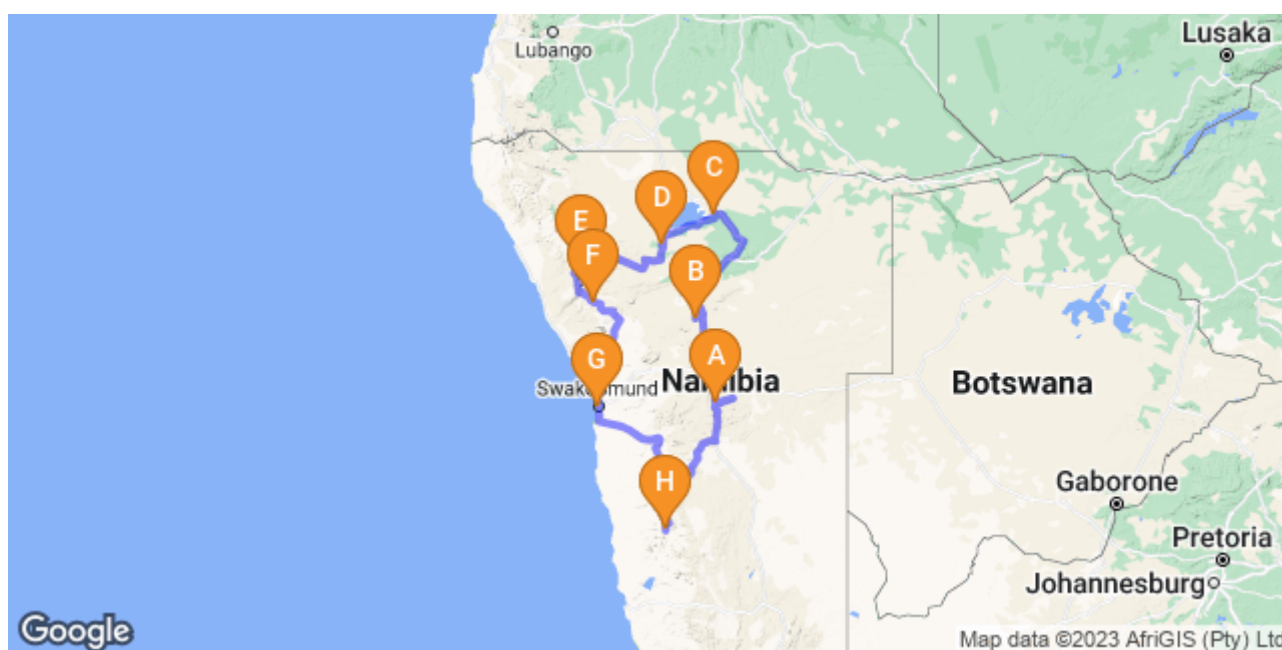 Lubango
Lusaka
C
D
E
F
B
A
G
Swakopmund
Namibia
Botswana
H
Gaborone
Pretoria
Johannesburg
Google
Map data ©2023 AfriGIS (Pty) Ltd